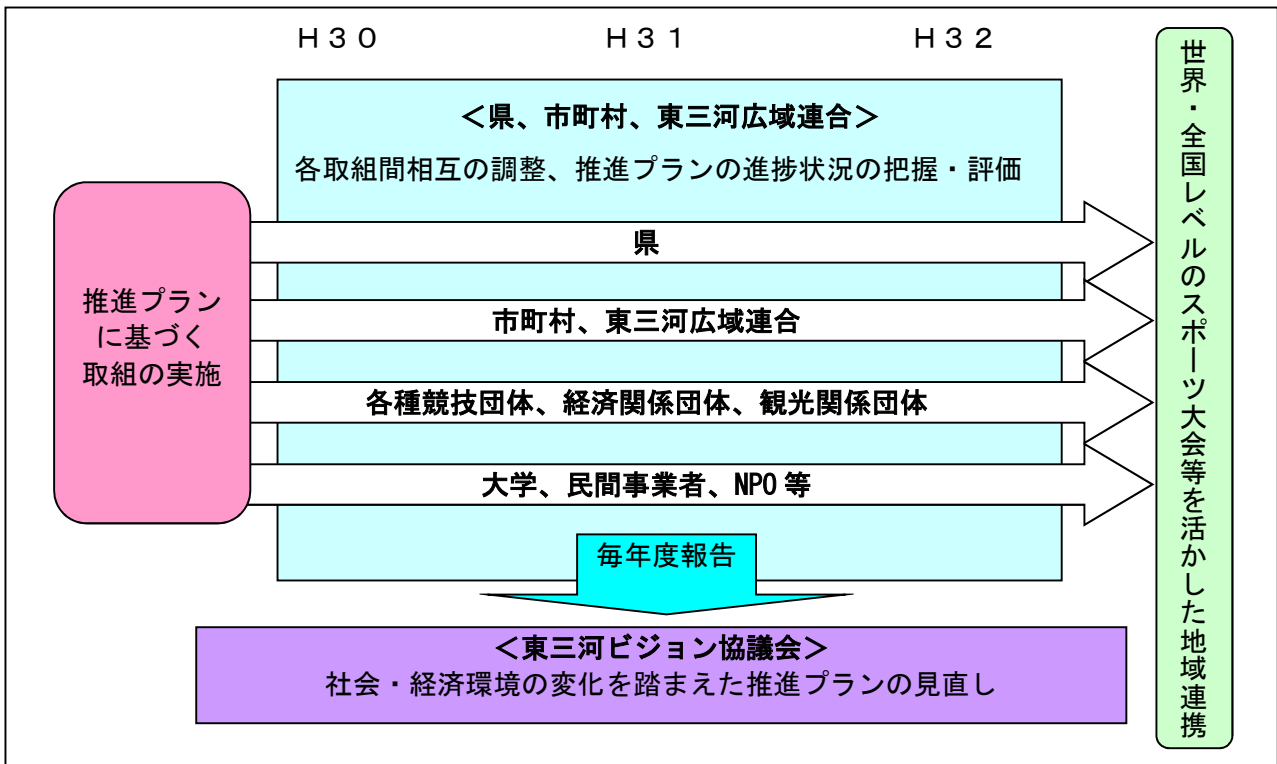 H30 H31 H32
<県、市町村、東三河広域連合>
各取組間相互の調整、推進プランの進捗状況の把握・評価
推進プラン
に基づく
取組の実施
県
市町村、東三河広域連合
各種競技団体、経済関係団体、観光関係団体
大学、民間事業者、NPO等
毎年度報告
<東三河ビジョン協議会>
社会・経済環境の変化を踏まえた推進プランの見直し
世界・全国レベルのスポーツ大会等を活かした地域連携